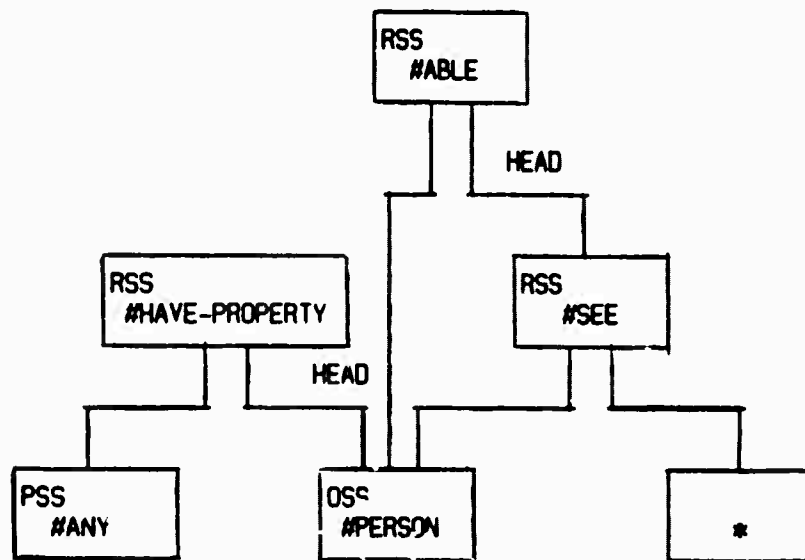 RSS
#ABLE
HEAD
RSS
#HAVE-PROPERTY
RSS
#SEE
HEAD
PSS
#ANY
OSS
#PERSON
*